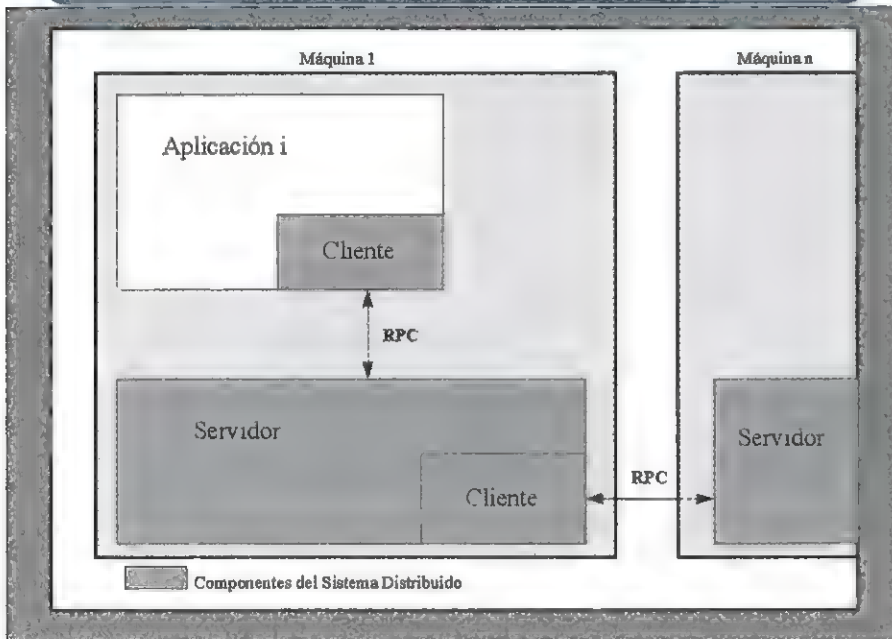 Máquina 1
Máquina n
Aplicación i
Cliente
RPC
Servidor
Servidor
RPC
Cliente
Componentes del Sistema Distribuido